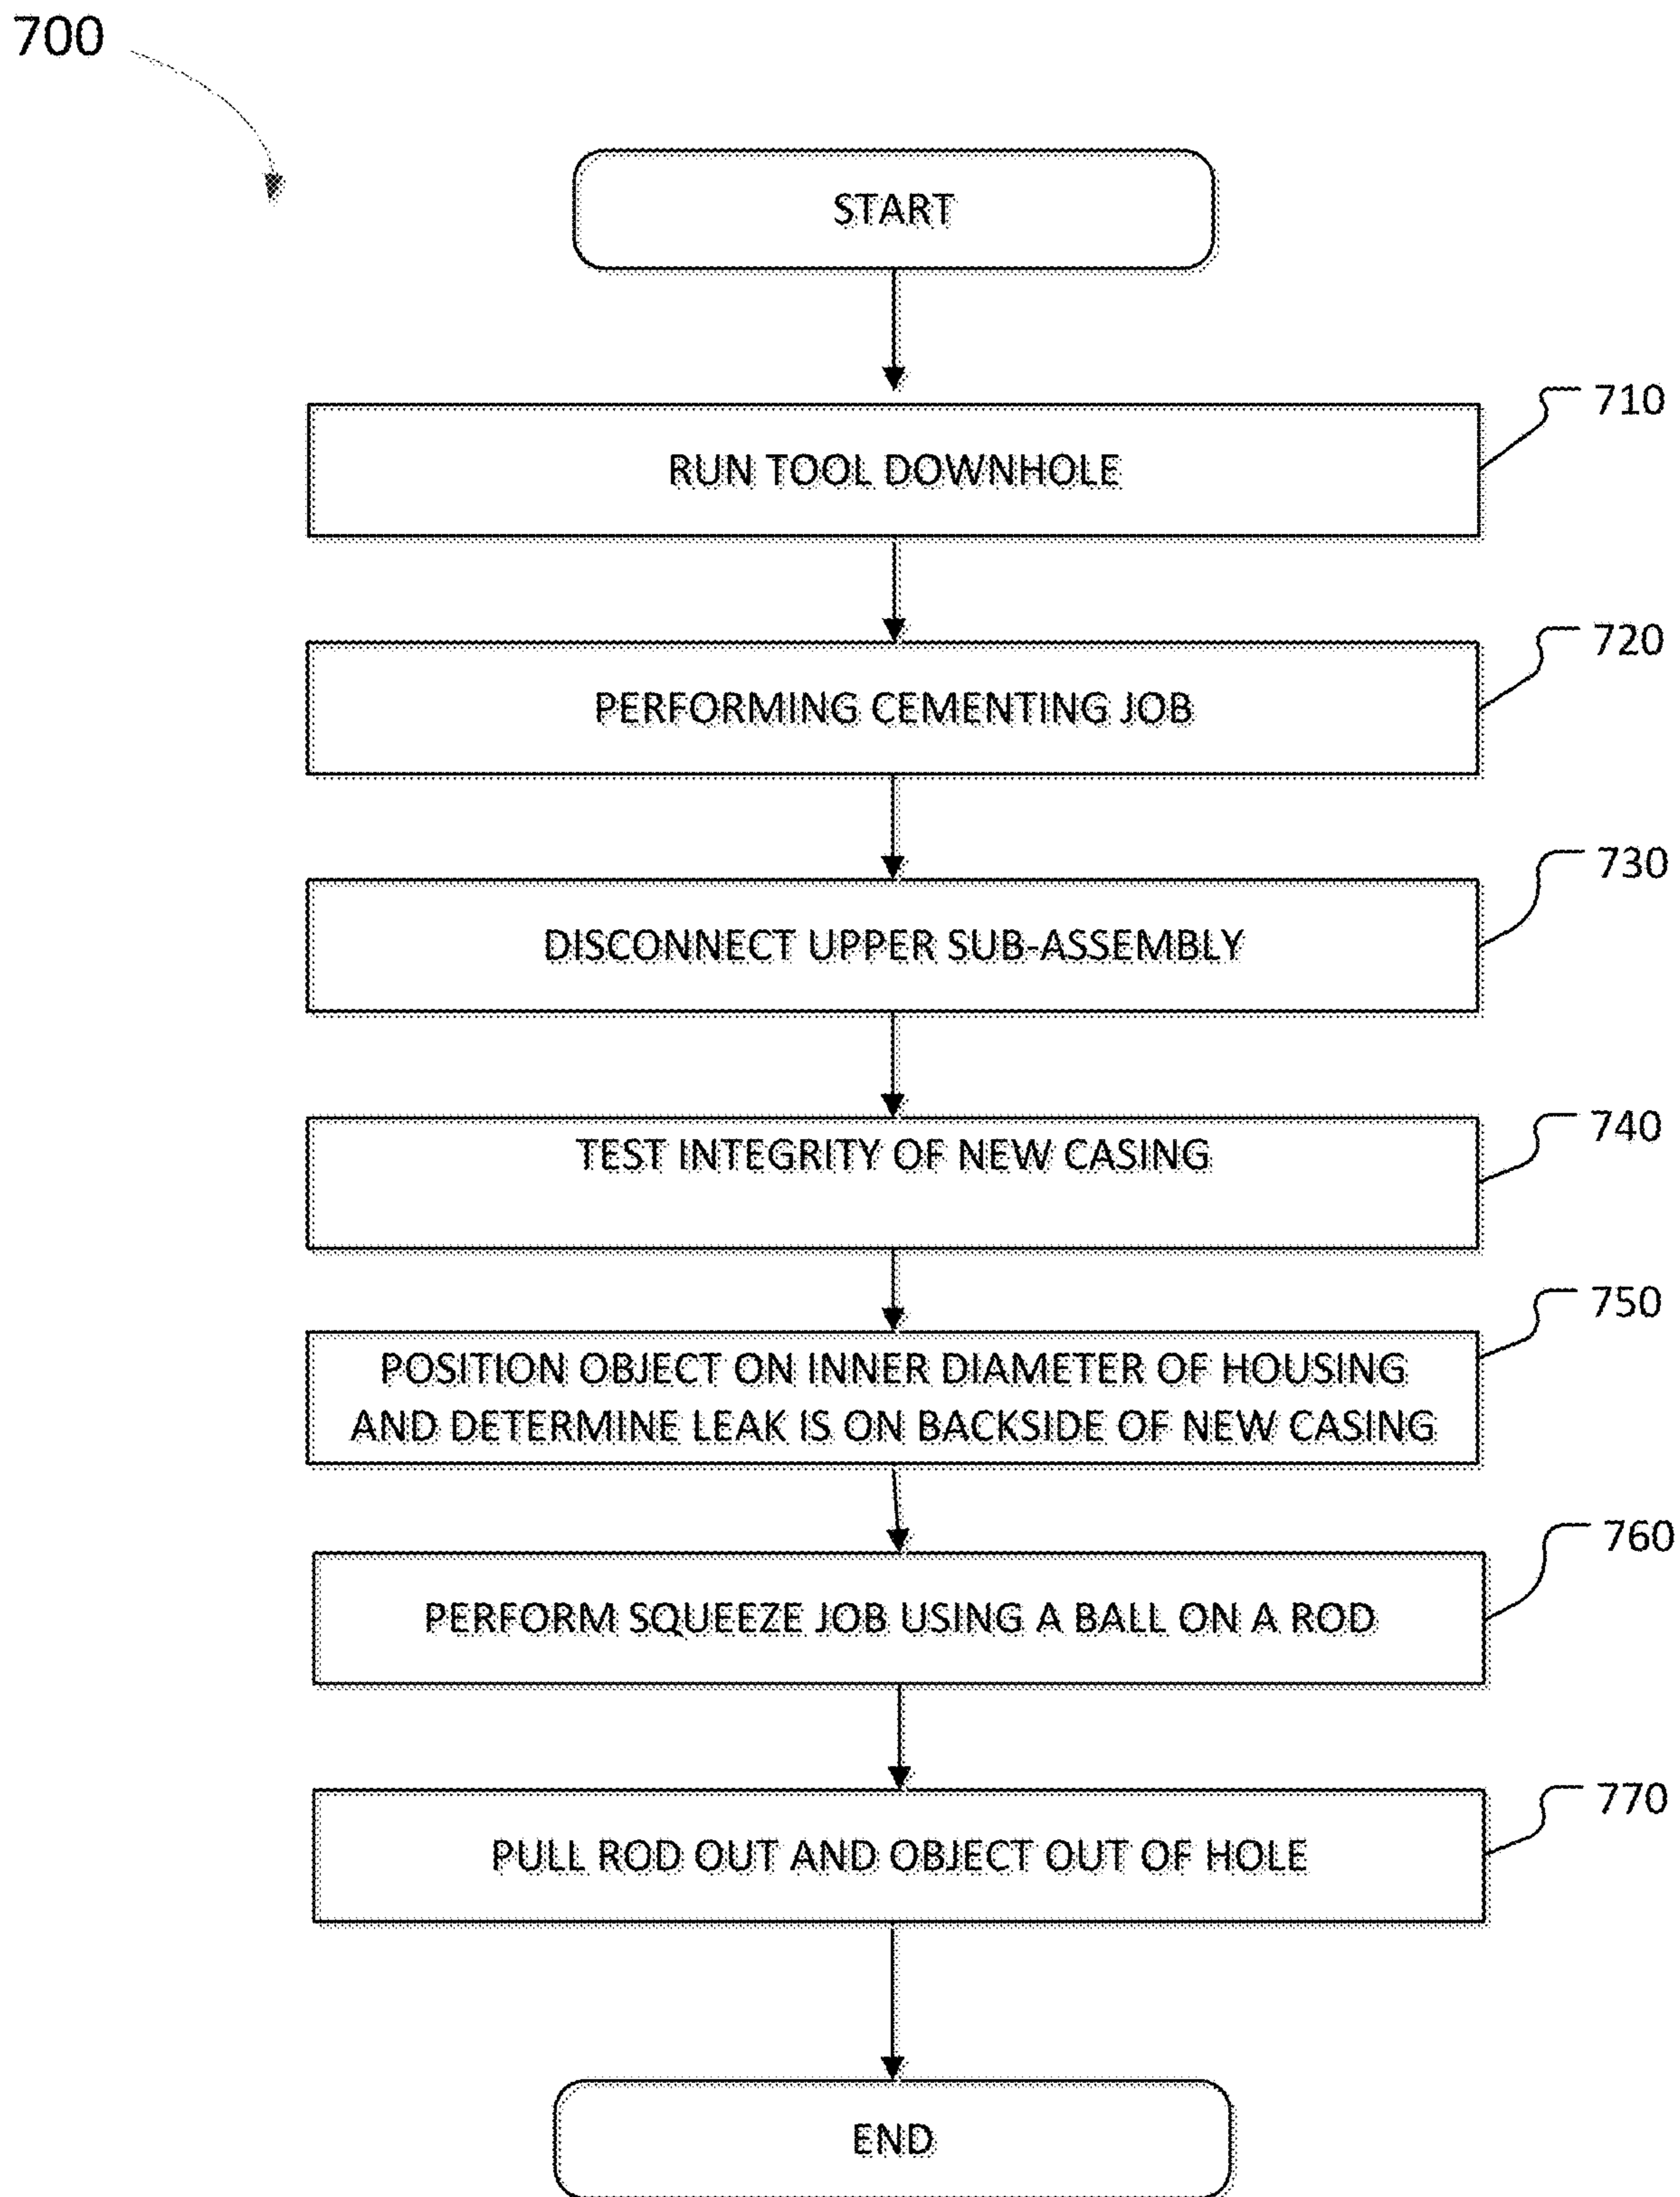 700
START
710
RUN TOOL DOWNHOLE
720
PERFORMING CEMENTING JOB
730
DISCONNECT UPPER SUB-ASSEMBLY
740
TEST INTEGRITY OF NEW CASING
750
POSITION OBJECT ON INNER DIAMETER OF HOUSING
AND DETERMINE LEAK IS ON BACKSIDE OF NEW CASING
760
PERFORM SQUEEZE JOB USING A BALL ON A ROD
770
PULL ROD OUT AND OBJECT OUT OF HOLE
END